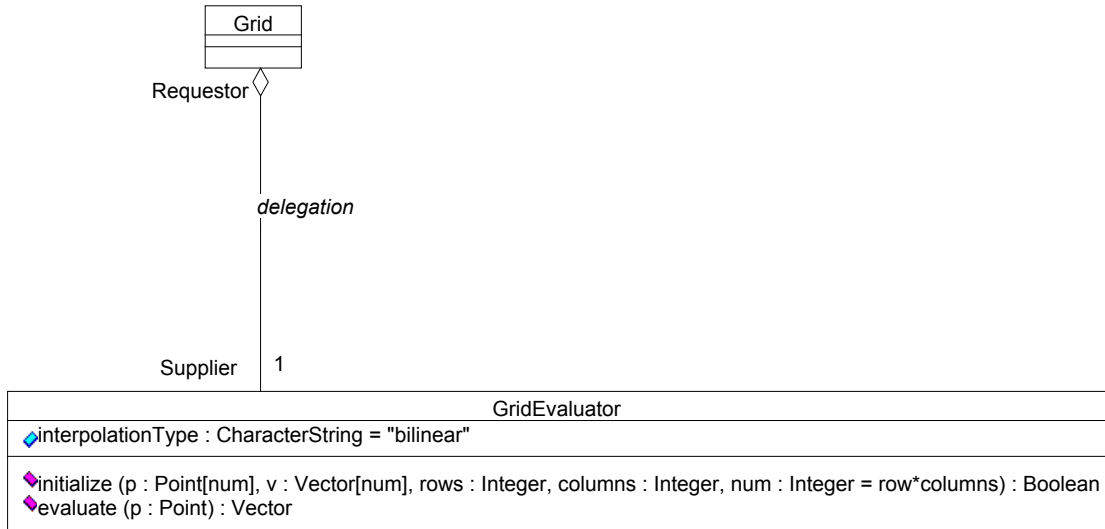 Grid
Requestor
delegation
Supplier 1
GridEvaluator
interpolationType : CharacterString = "bilinear"
initialize (p : Point[num], v : Vector[num], rows : Integer, columns : Integer, num : Integer = row*columns) : Boolean
evaluate (p : Point) : Vector